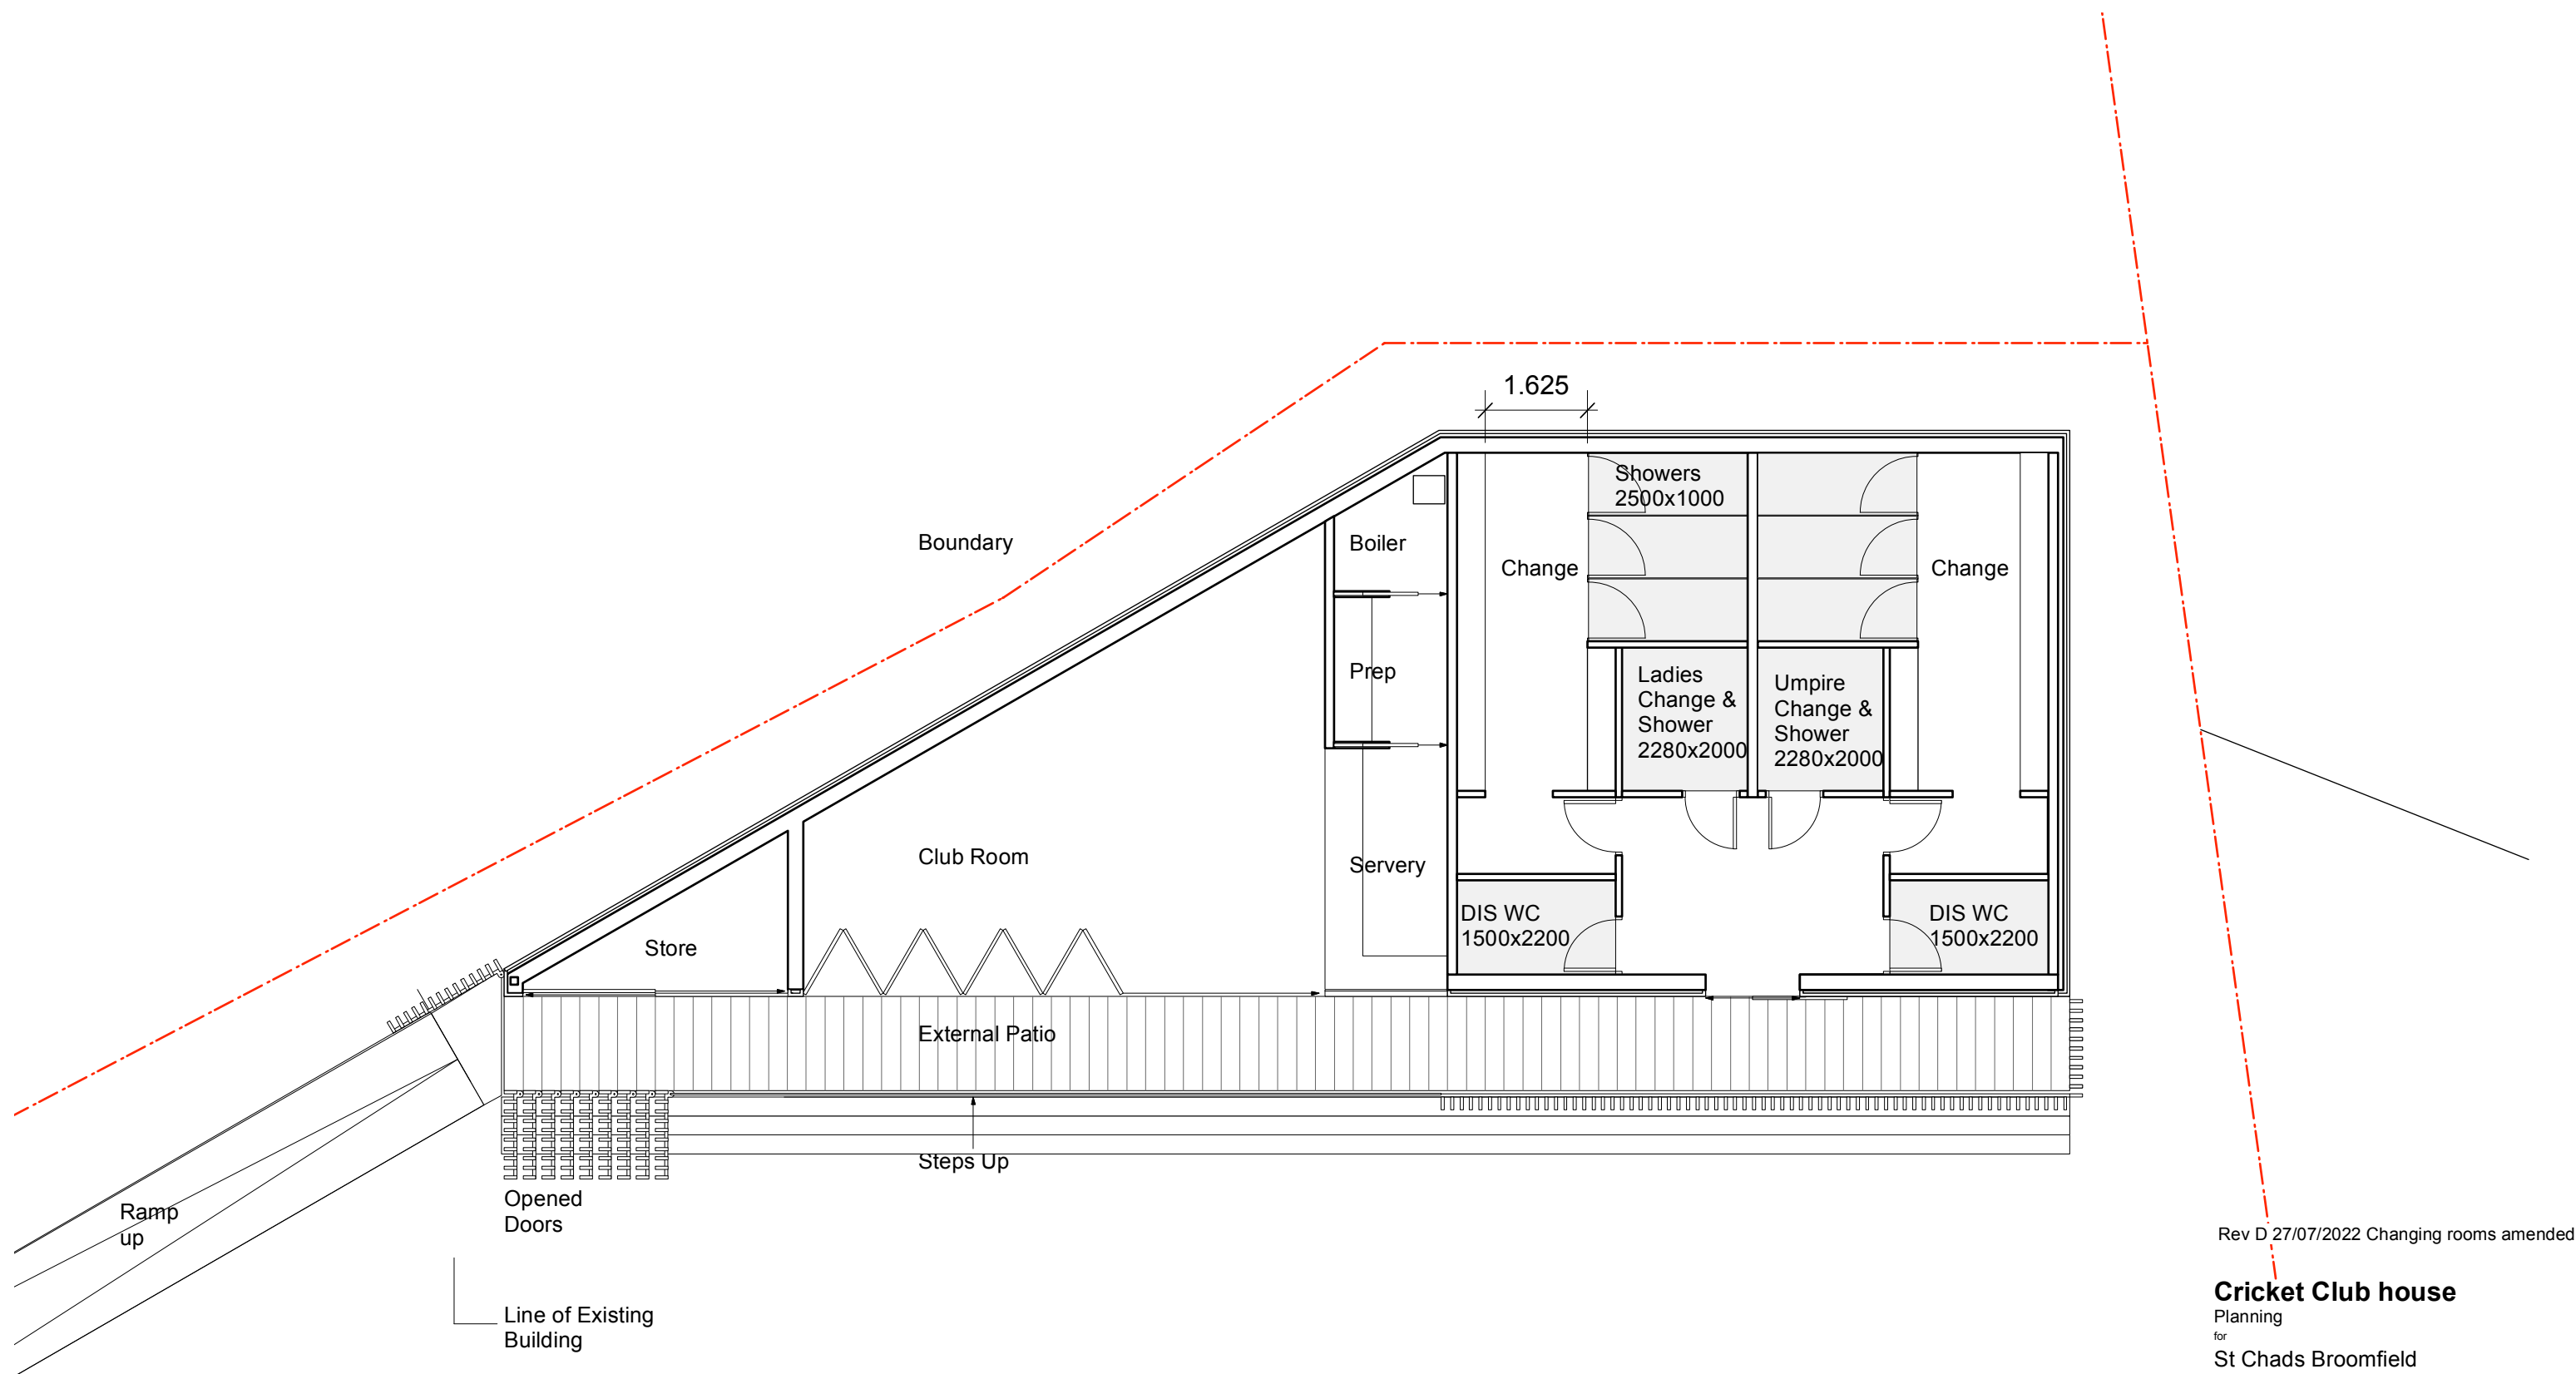 1.625
Showers
2500x1000
Boundary
Boiler
Change
Change
Prep
Ladies
Change &
Shower
2280x2000
Umpire
Change &
Shower
2280x2000
Club Room
Servery
DIS WC
1500x2200
DIS WC
1500x2200
Store
External Patio
Steps Up
Opened
Doors
Ramp
up
Line of Existing
Building
Rev D 27/07/2022 Changing rooms amended
Cricket Club house
Planning
for
St Chads Broomfield